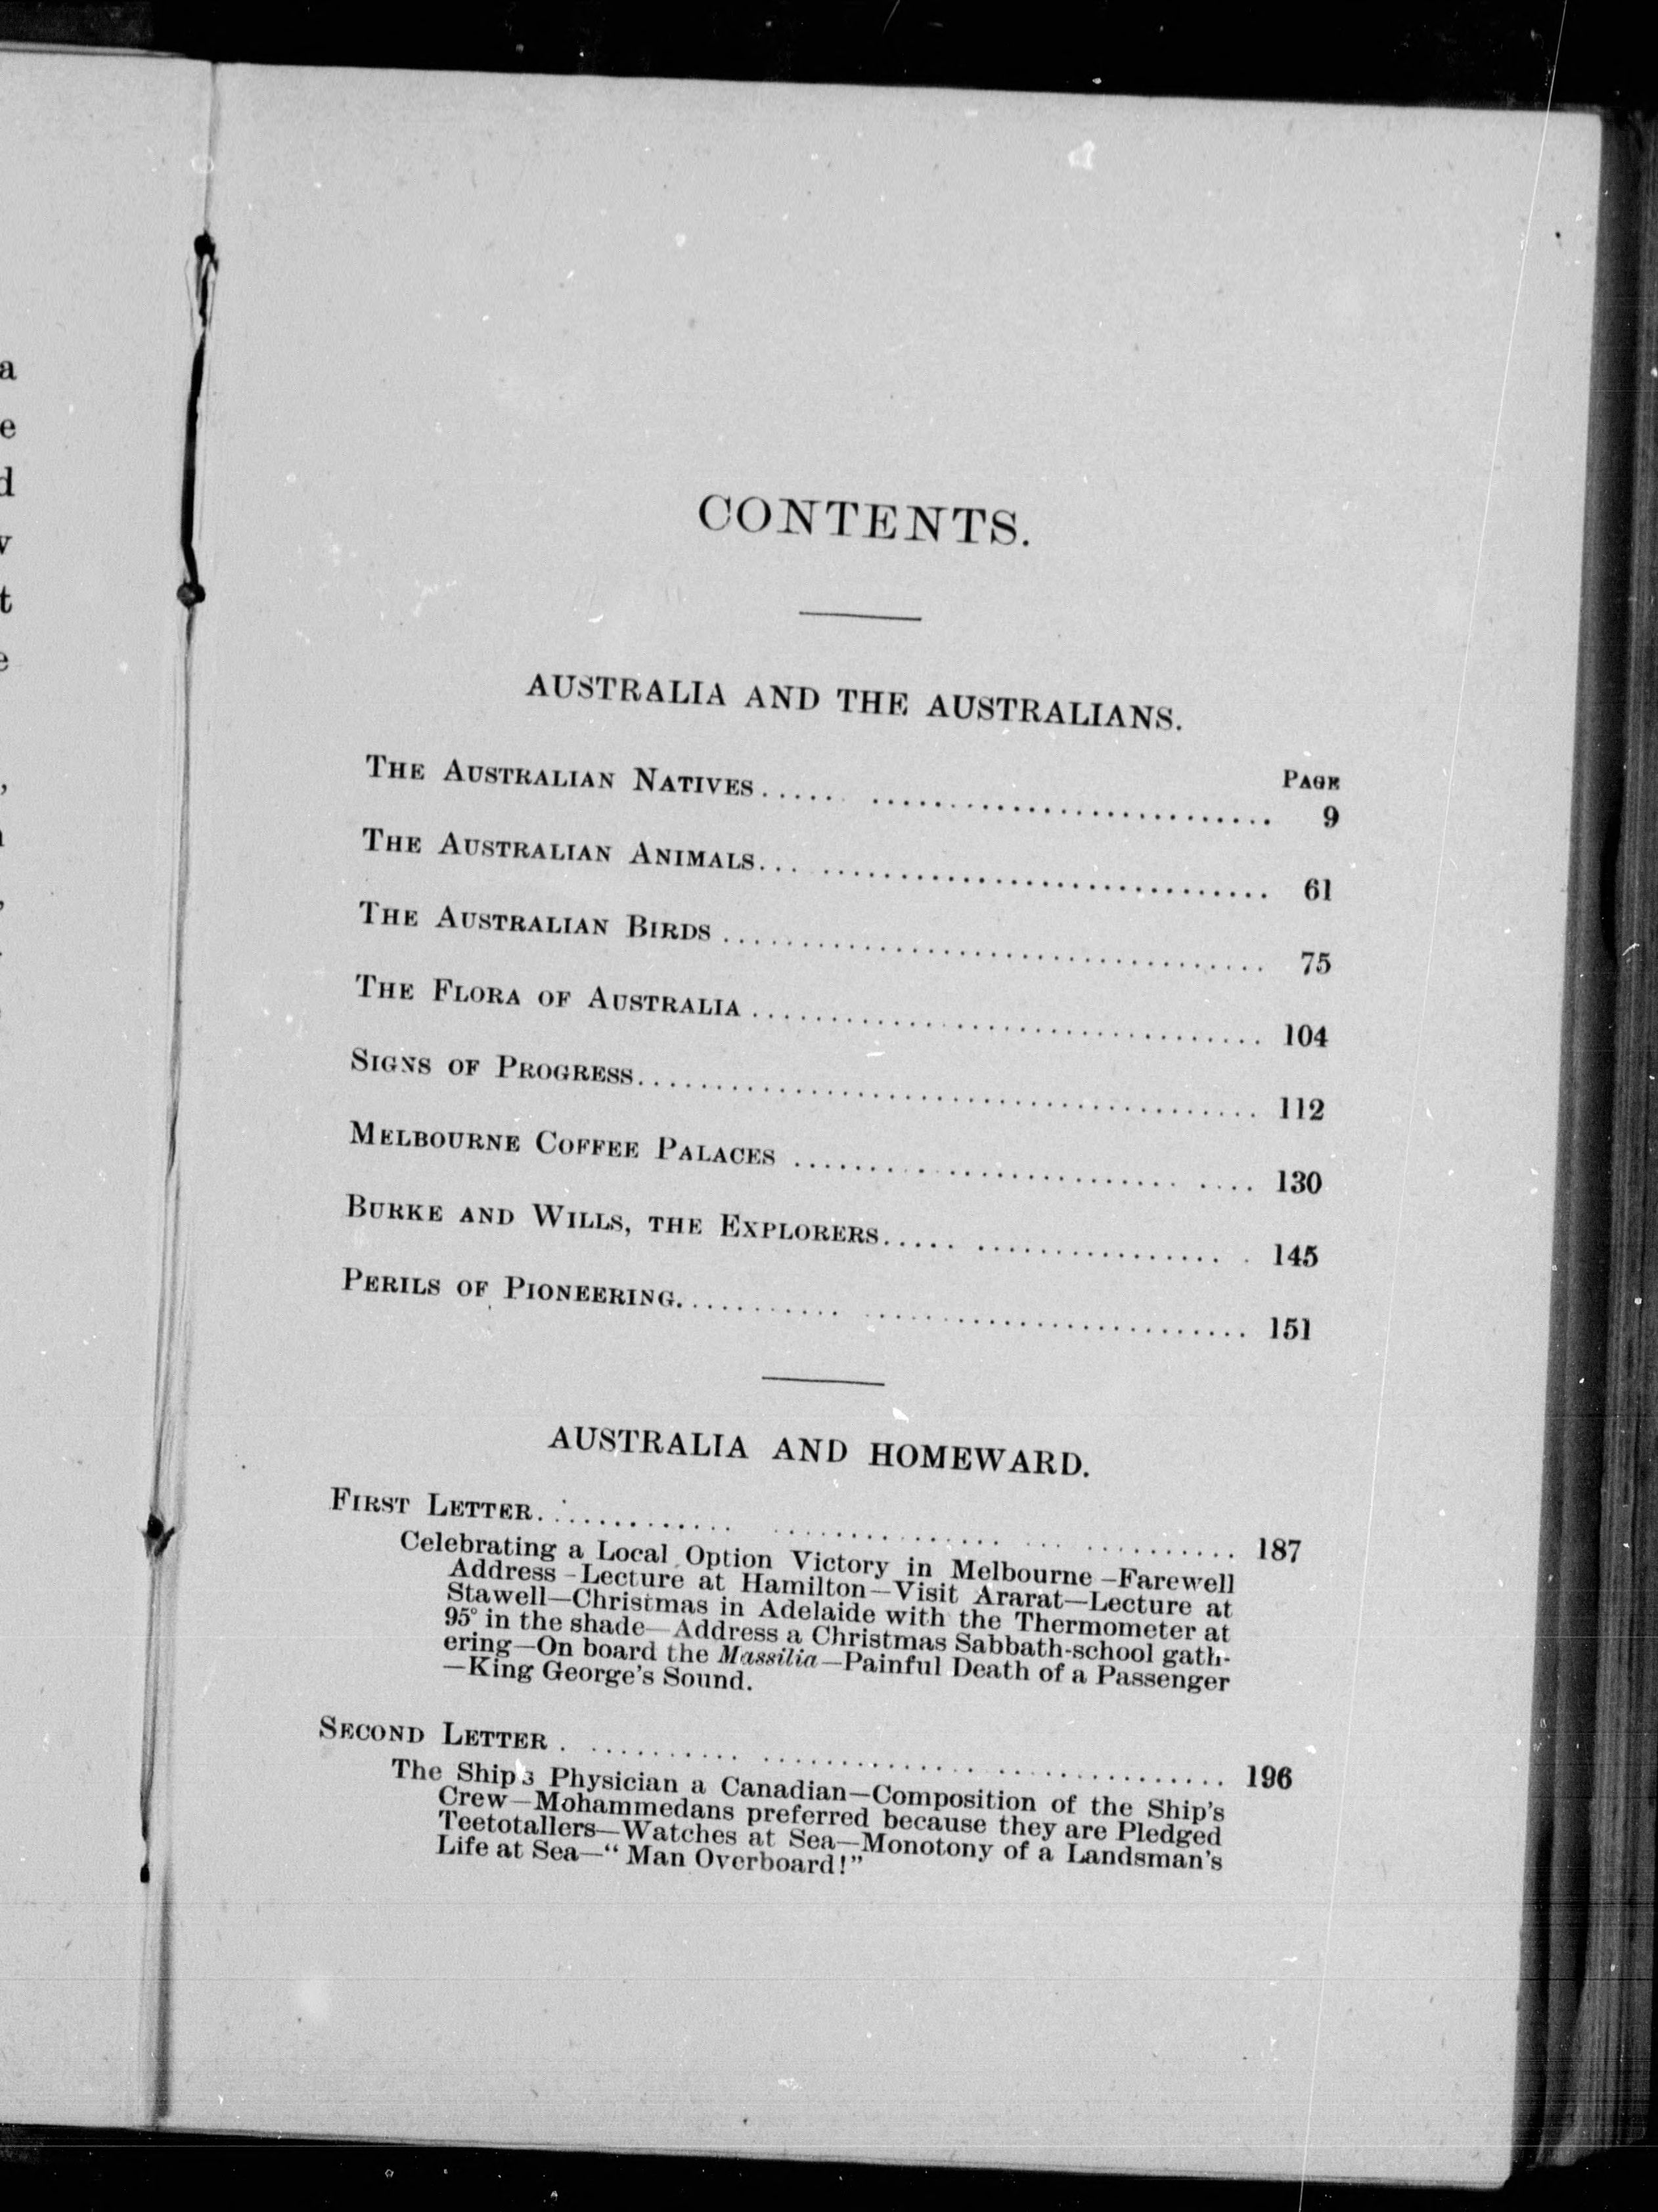 CONTENTS.
AUSTRALIA AND THE AUSTRALIANS.
PAGE
THE AUSTRALIAN NATIVES...... ........................... 9
THE AUSTRALIAN ANIMALS... ............................. 61
THE AUSTRALIAN BIRDS ................................... 75
THE FLORA OF AUSTRALIA ................................. 104
SIGNS OF PROGRESS........................................ 112
MELBOURNE COFFEE PALACES ......................... .... 130
BURKE AND WILLS, THE EXPLORERS..... ................ . 145
PERILS OF PIONEERING............ ......................... 151
AUSTRALIA AND HOMEWARD.
FIRST LETTER.............. ............... ... .......... 187
Celebrating a Local Option Victory in Melbourne—Farewell
Address—Lecture at Hamilton—Visit Ararat—Lecture at
Stawell—Christmas in Adelaide with the Thermometer at
95° in the shade—Address a Christmas Sabbath-school gath-
ering—On board the Massilia—Painful Death of a Passenger
—King George's Sound.
SECOND LETTER . .......... .............................. 196
The Ship's Physician a Canadian—Composition of the Ship's
Crew—Mohammedans preferred because they are Pledged
Teetotallers—Watches at Sea—Monotony of a Landsman's
Life at Sea—"Man Overboard!"